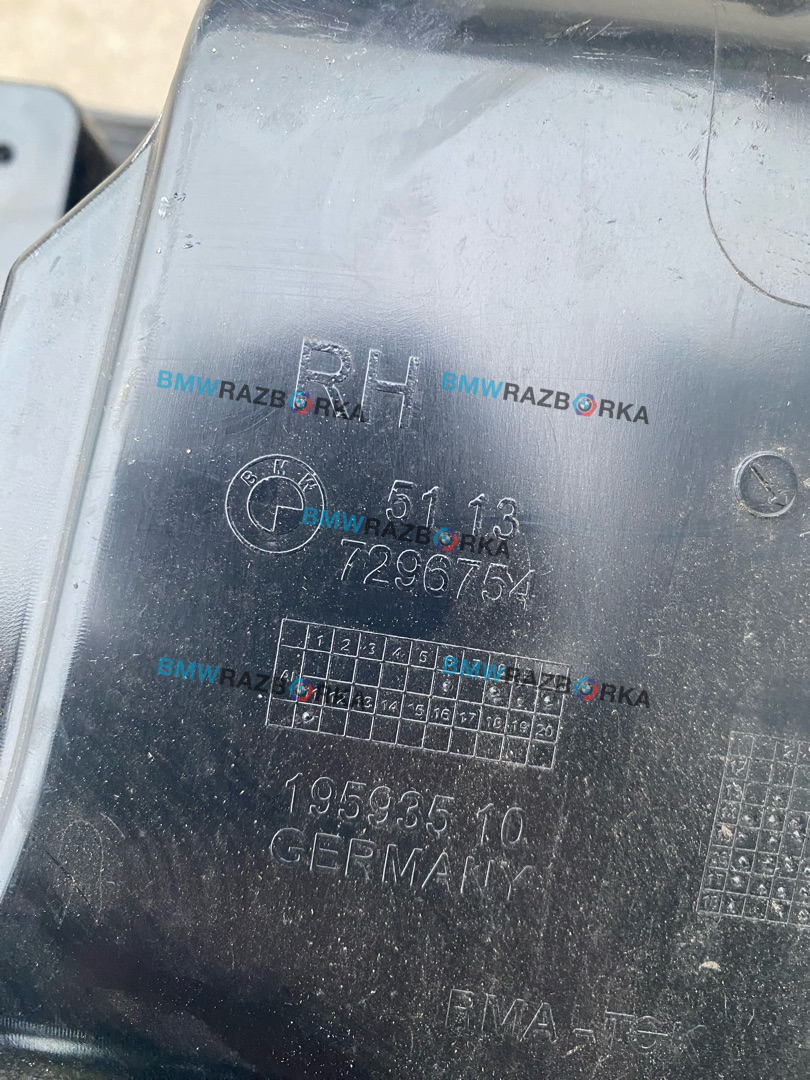 RH
BMWRAZBORKA
BMWRAZBORKA
BMW
51 13
BMWRAZBORKA
7296754
1 2 3 4 5
BMWRAZBORKA
BMWRAZBORKA
13 14 15 16 17 18 19 20
195935 10
GERMANY